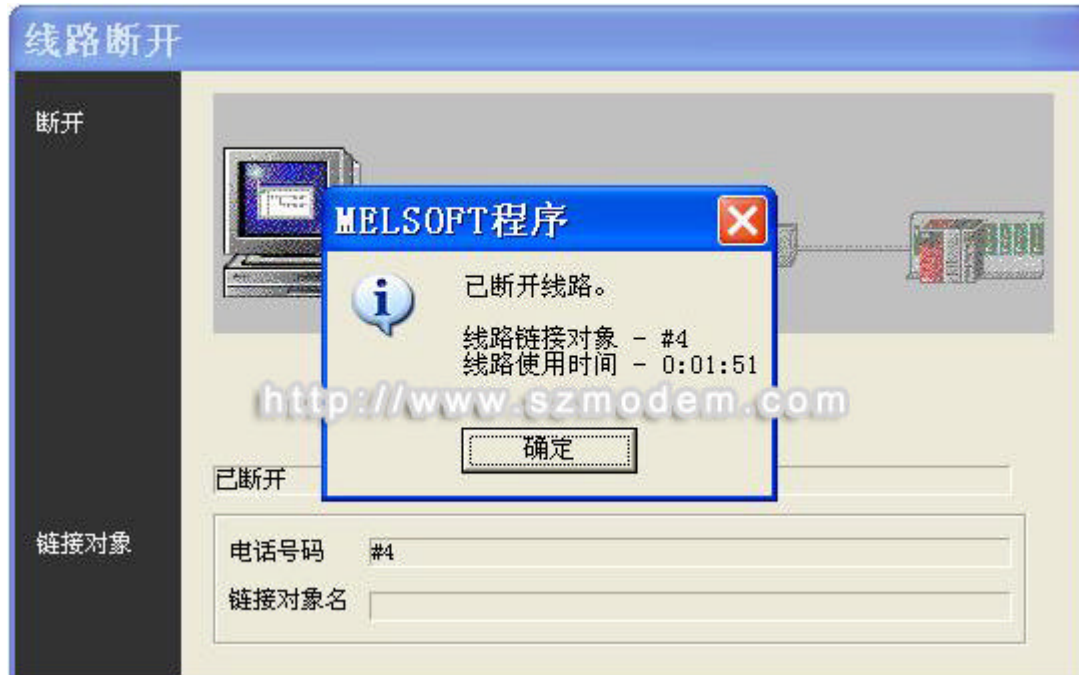 线路断开
断开
MELSOFT程序
已断开线路。
线路链接对象 - #4
线路使用时间 - 0:01:51
http://www.szmodem.com
确定
已断开
链接对象
电话号码 #4
链接对象名